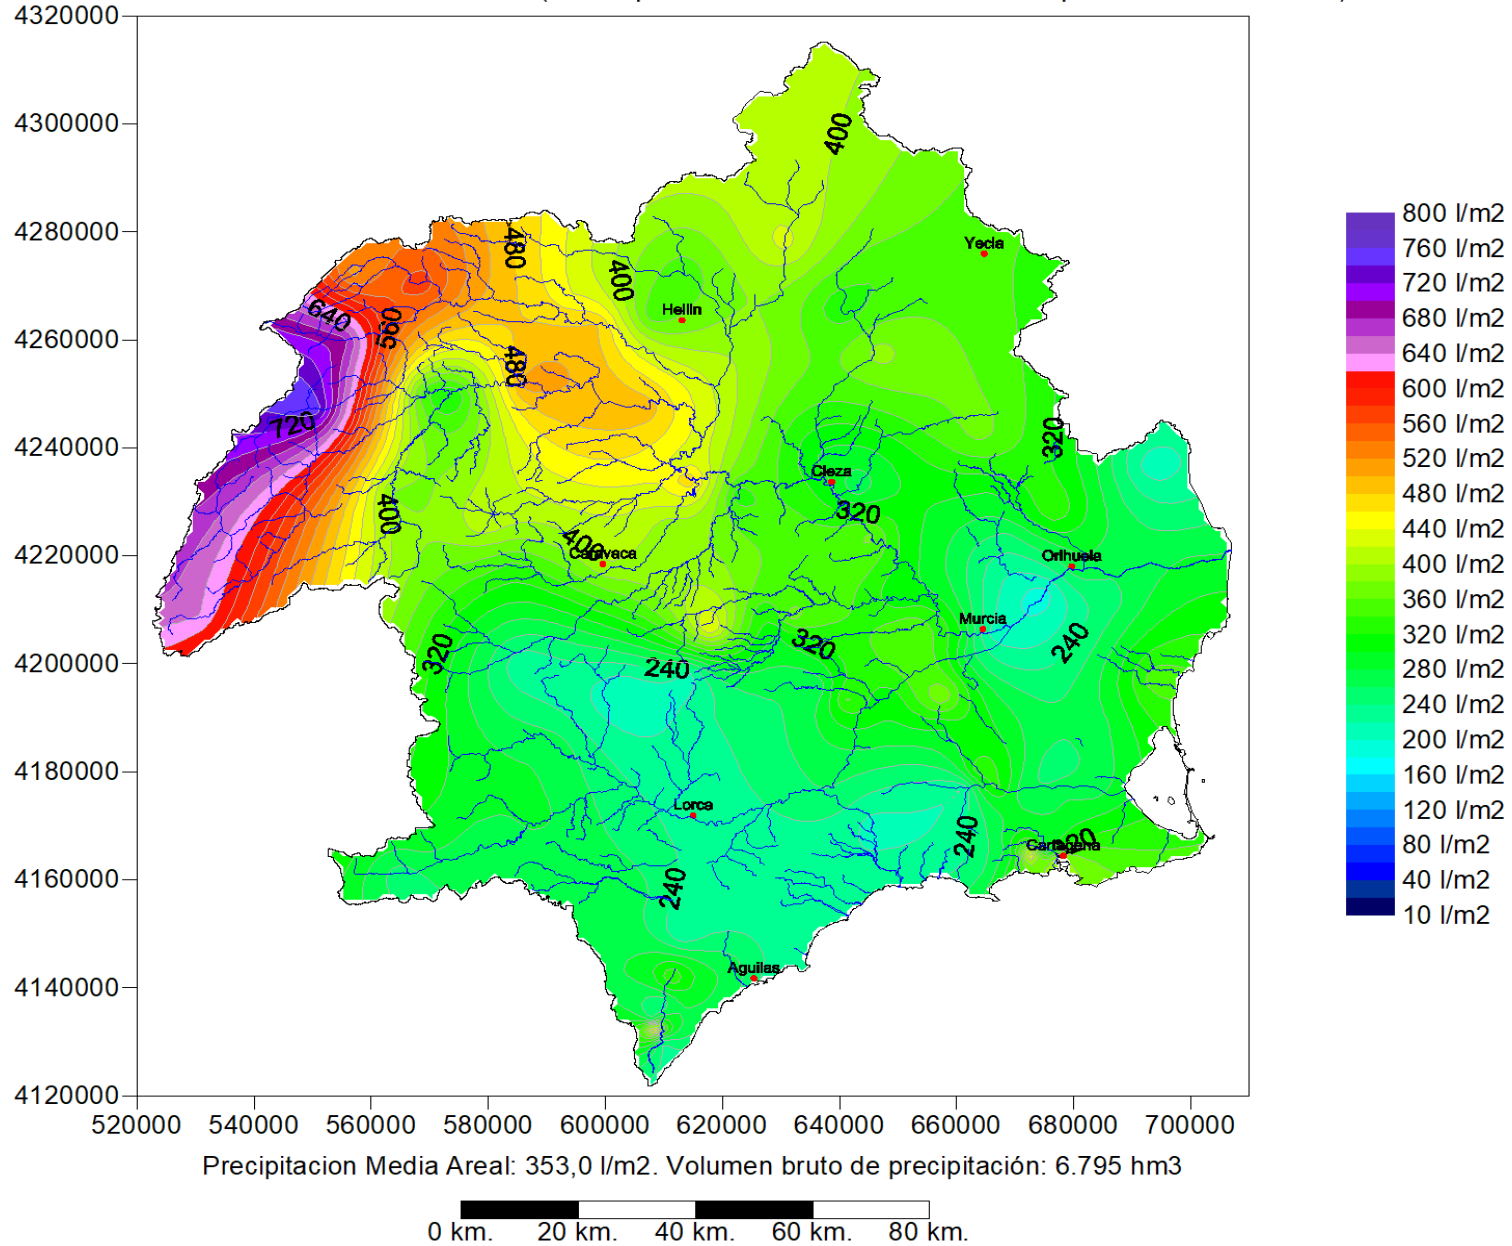 4320000
4300000
400
4280000
480
400
Yecla
Hellin
640
560
4260000
480
720
4240000
320
400
Cieza
320
4220000
400
Caravaca
Orihuela
Murcia
320
320
240
240
4200000
4180000
Lorca
240
Cartagena
4160000
240
Aguilas
4140000
4120000
520000 540000 560000 580000 600000 620000 640000 660000 680000 700000
800 l/m2
760 l/m2
720 l/m2
680 l/m2
640 l/m2
600 l/m2
560 l/m2
520 l/m2
480 l/m2
440 l/m2
400 l/m2
360 l/m2
320 l/m2
280 l/m2
240 l/m2
200 l/m2
160 l/m2
120 l/m2
80 l/m2
40 l/m2
10 l/m2
Precipitacion Media Areal: 353,0 l/m2. Volumen bruto de precipitación: 6.795 hm3
0 km. 20 km. 40 km. 60 km. 80 km.